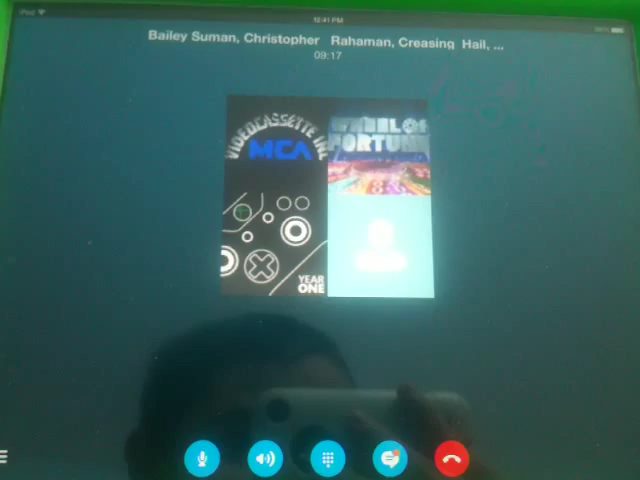 iPad
12:41 PM
Bailey Suman, Christopher Rahaman, Creasing Hall, ...
09:17
VIDEOCASSETTE INC
MCA
WHEEL OF
FORTUNE
YEAR
ONE